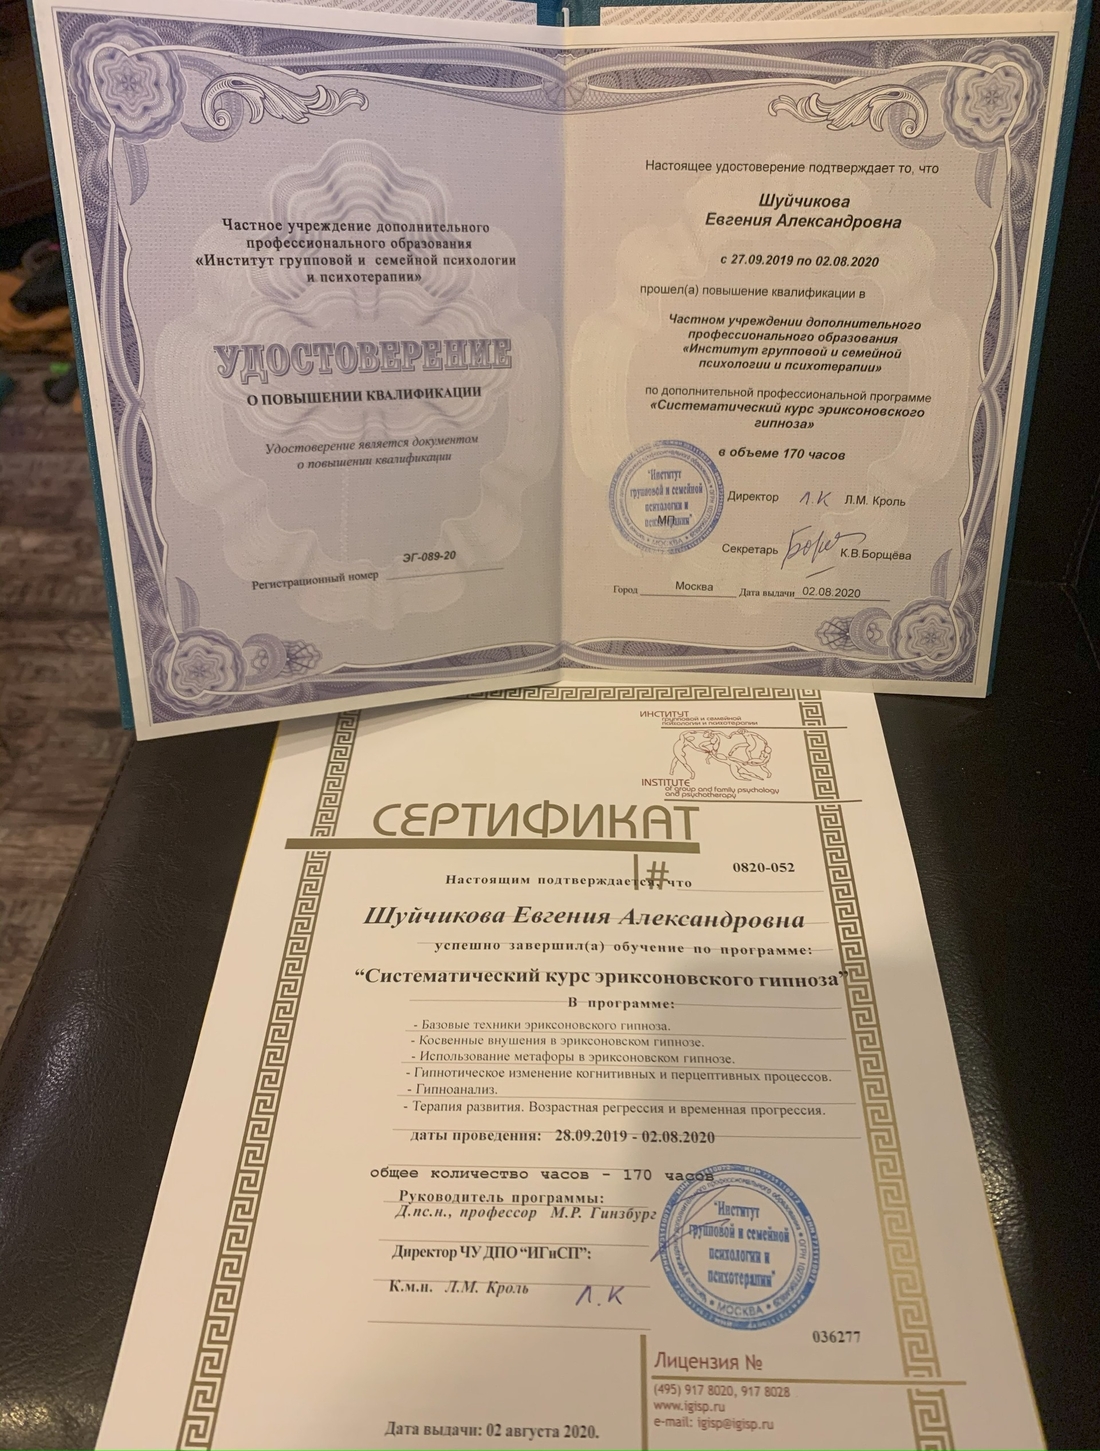 Частное учреждение дополнительного
профессионального образования
«Институт групповой и семейной психологии
и психотерапии»
УДОСТОВЕРЕНИЕ
О ПОВЫШЕНИИ КВАЛИФИКАЦИИ
Удостоверение является документом
о повышении квалификации
ЭГ-089-20
Регистрационный номер
Настоящее удостоверение подтверждает то, что
Шуйчикова
Евгения Александровна
с 27.09.2019 по 02.08.2020
прошел(а) повышение квалификации в
Частном учреждении дополнительного
профессионального образования
«Институт групповой и семейной
психологии и психотерапии»
по дополнительной профессиональной программе
«Систематический курс эриксоновского
гипноза»
в объеме 170 часов
"Институт
групповой и семейной
психологии и
психотерапии"
МП
МОСКВА
Директор Л.К Л.М. Кроль
Секретарь К.В.Борщёва
Город Москва Дата выдачи 02.08.2020
ИНСТИТУТ
групповой и семейной
психологии и психотерапии
INSTITUTE
of group and family psychology
and psychotherapy
СЕРТИФИКАТ
# 0820-052
Настоящим подтверждается, что
Шуйчикова Евгения Александровна
успешно завершил(а) обучение по программе:
“Систематический курс эриксоновского гипноза”
В программе:
- Базовые техники эриксоновского гипноза.
- Косвенные внушения в эриксоновском гипнозе.
- Использование метафоры в эриксоновском гипнозе.
- Гипнотическое изменение когнитивных и перцептивных процессов.
- Гипноанализ.
- Терапия развития. Возрастная регрессия и временная прогрессия.
даты проведения: 28.09.2019 - 02.08.2020
общее количество часов - 170 часов
Руководитель программы:
Д.пс.н., профессор М.Р. Гинзбург
Директор ЧУ ДПО “ИГиСП”:
К.м.н. Л.М. Кроль Л.К
"Институт
групповой и семейной
психологии и
психотерапии"
МОСКВА
036277
Лицензия №
(495) 917 8020, 917 8028
www.igisp.ru
e-mail: igisp@igisp.ru
Дата выдачи: 02 августа 2020.